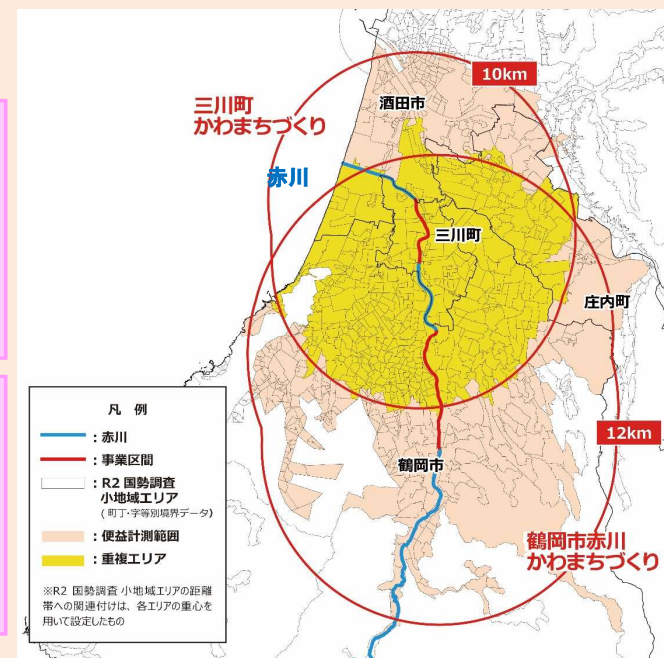 10km
三川町
かわまちづくり
酒田市
赤川
三川町
庄内町
12km
鶴岡市
鶴岡市赤川
かわまちづくり
凡 例
：赤川
：事業区間
：R2 国勢調査
小地域エリア
（町丁・字等別境界データ）
：便益計測範囲
：重複エリア
※R2 国勢調査 小地域エリアの距離
帯への関連付けは、各エリアの重心を
用いて設定したもの